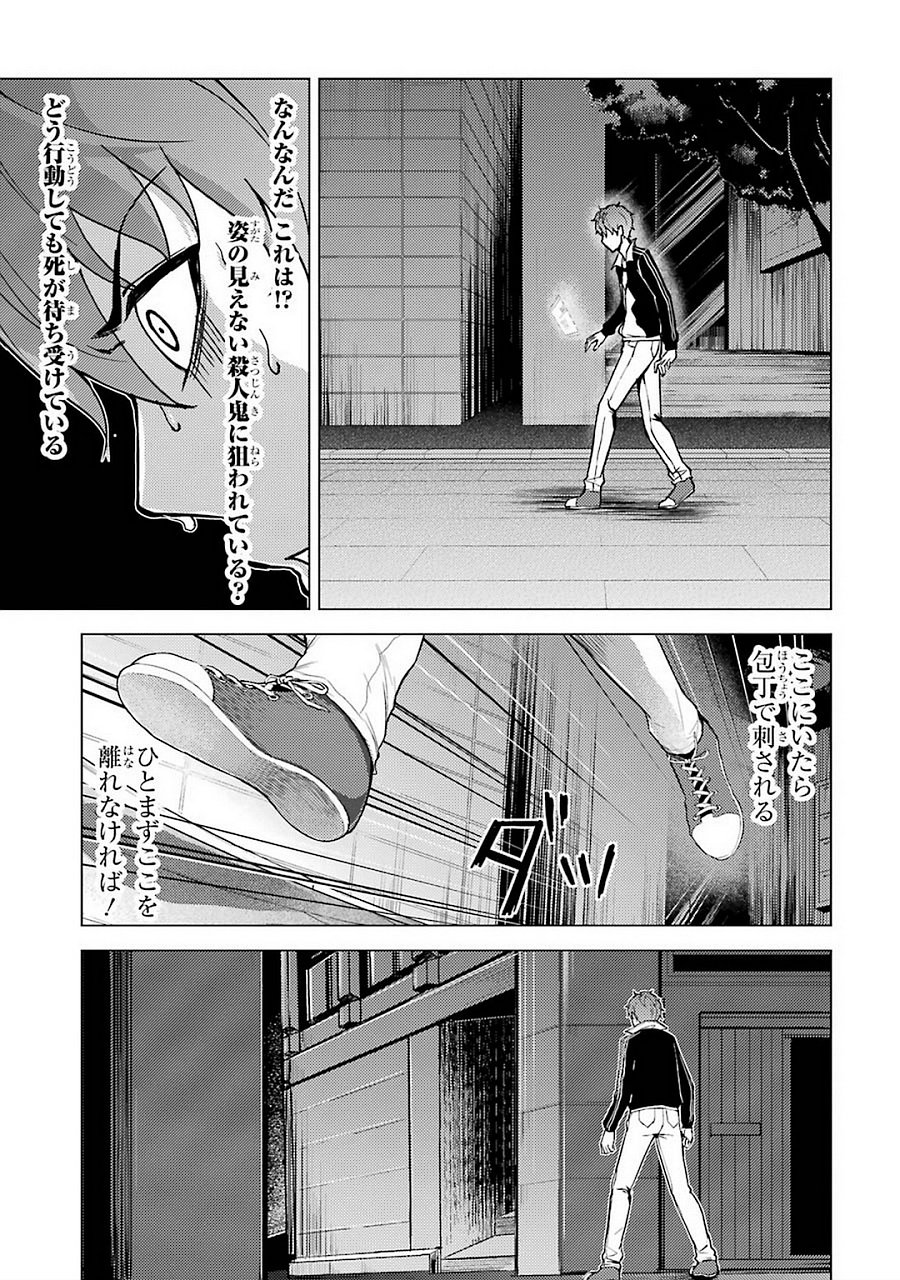 なんなんだ これは!?
姿の見えない殺人鬼に狙われている?
どう行動しても死が待ち受けている
ここにいたら
包丁で刺される
ダッ
ひとまずここを
離れなければ!